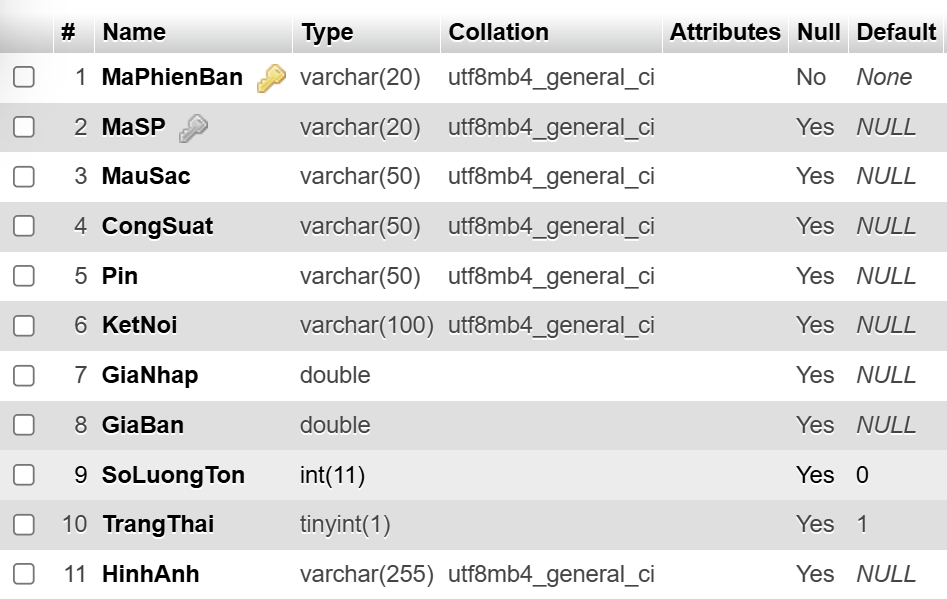 # Name Type Collation Attributes Null Default
1 MaPhienBan varchar(20) utf8mb4_general_ci No None
2 MaSP varchar(20) utf8mb4_general_ci Yes NULL
3 MauSac varchar(50) utf8mb4_general_ci Yes NULL
4 CongSuat varchar(50) utf8mb4_general_ci Yes NULL
5 Pin varchar(50) utf8mb4_general_ci Yes NULL
6 KetNoi varchar(100) utf8mb4_general_ci Yes NULL
7 GiaNhap double Yes NULL
8 GiaBan double Yes NULL
9 SoLuongTon int(11) Yes 0
10 TrangThai tinyint(1) Yes 1
11 HinhAnh varchar(255) utf8mb4_general_ci Yes NULL